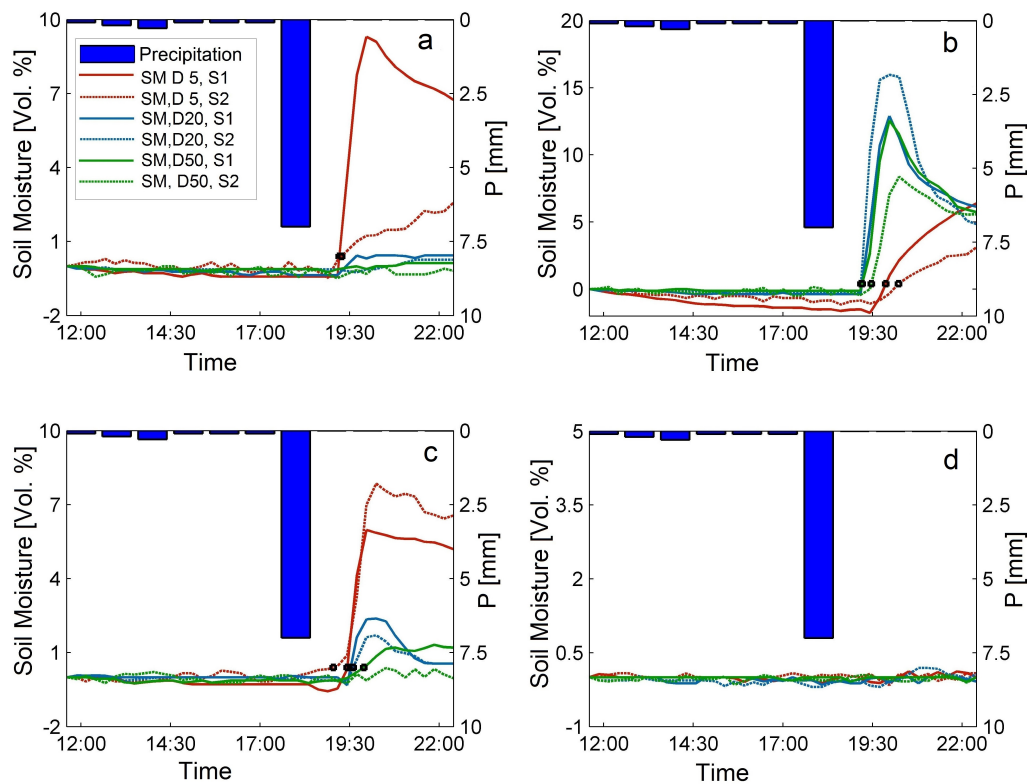 a
10
7
4
1
-2
Soil Moisture [Vol. %]
0
2.5
5
7.5
10
P [mm]
Precipitation
SM D 5, S1
SM, D 5, S2
SM,D20, S1
SM,D20, S2
SM,D50, S1
SM, D50, S2
12:00 14:30 17:00 19:30 22:00
Time
b
20
15
10
5
0
Soil Moisture [Vol. %]
0
2.5
5
7.5
10
P [mm]
12:00 14:30 17:00 19:30 22:00
Time
c
10
7
4
1
-2
Soil Moisture [Vol. %]
0
2.5
5
7.5
10
P [mm]
12:00 14:30 17:00 19:30 22:00
Time
d
5
3.5
2
0.5
-1
Soil Moisture [Vol. %]
0
2.5
5
7.5
10
P [mm]
12:00 14:30 17:00 19:30 22:00
Time